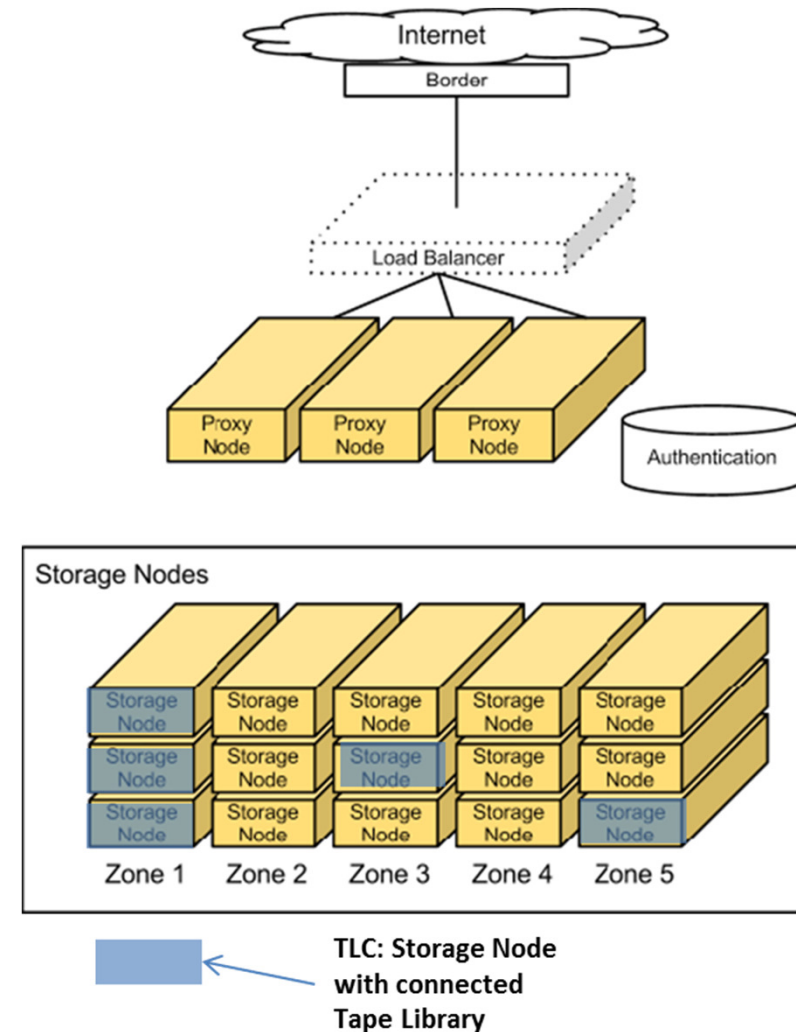 Internet
Border
Load Balancer
Proxy Proxy Proxy
Node Node Node
Authentication
Storage Nodes
Storage Storage Storage Storage Storage
Node Node Node Node Node
Storage Storage Storage Storage Storage
Node Node Node Node Node
Storage Storage Storage Storage Storage
Node Node Node Node Node
Zone 1 Zone 2 Zone 3 Zone 4 Zone 5
TLC: Storage Node
with connected
Tape Library